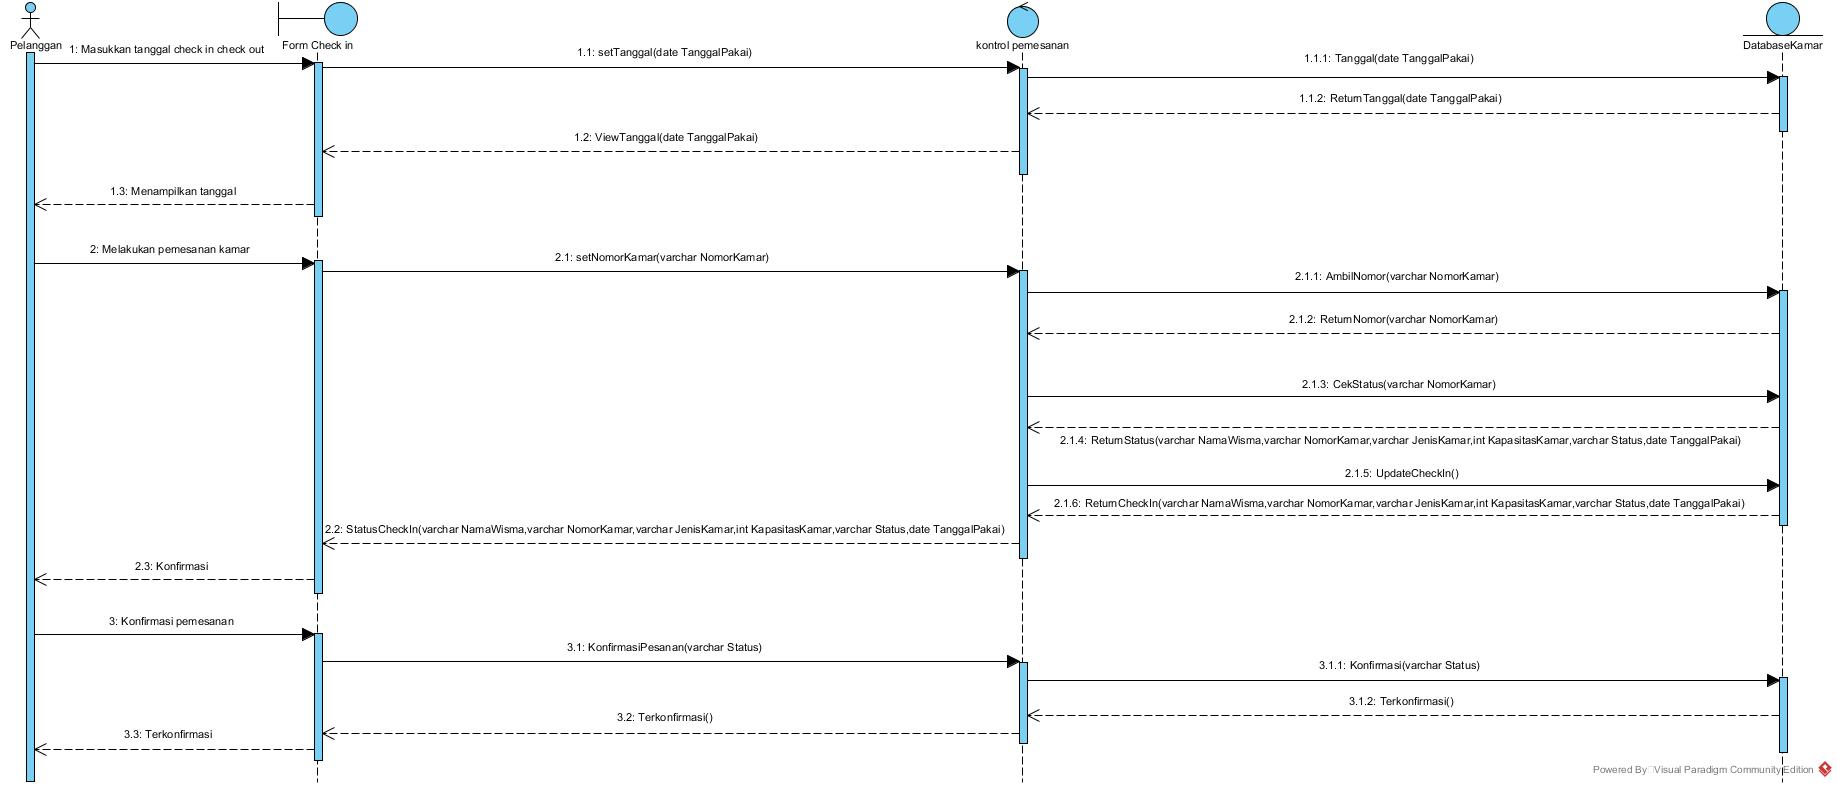 Pelanggan
Form Check in
kontrol pemesanan
DatabaseKamar
1: Masukkan tanggal check in check out
1.1: setTanggal(date TanggalPakai)
1.1.1: Tanggal(date TanggalPakai)
1.1.2: ReturnTanggal(date TanggalPakai)
1.2: ViewTanggal(date TanggalPakai)
1.3: Menampilkan tanggal
2: Melakukan pemesanan kamar
2.1: setNomorKamar(varchar NomorKamar)
2.1.1: AmbilNomor(varchar NomorKamar)
2.1.2: ReturnNomor(varchar NomorKamar)
2.1.3: CekStatus(varchar NomorKamar)
2.1.4: ReturnStatus(varchar NamaWisma,varchar NomorKamar,varchar JenisKamar,int KapasitasKamar,varchar Status,date TanggalPakai)
2.1.5: UpdateCheckIn()
2.1.6: ReturnCheckIn(varchar NamaWisma,varchar NomorKamar,varchar JenisKamar,int KapasitasKamar,varchar Status,date TanggalPakai)
2.2: StatusCheckIn(varchar NamaWisma,varchar NomorKamar,varchar JenisKamar,int KapasitasKamar,varchar Status,date TanggalPakai)
2.3: Konfirmasi
3: Konfirmasi pemesanan
3.1: KonfirmasiPesanan(varchar Status)
3.1.1: Konfirmasi(varchar Status)
3.1.2: Terkonfirmasi()
3.2: Terkonfirmasi()
3.3: Terkonfirmasi
Powered By Visual Paradigm Community Edition